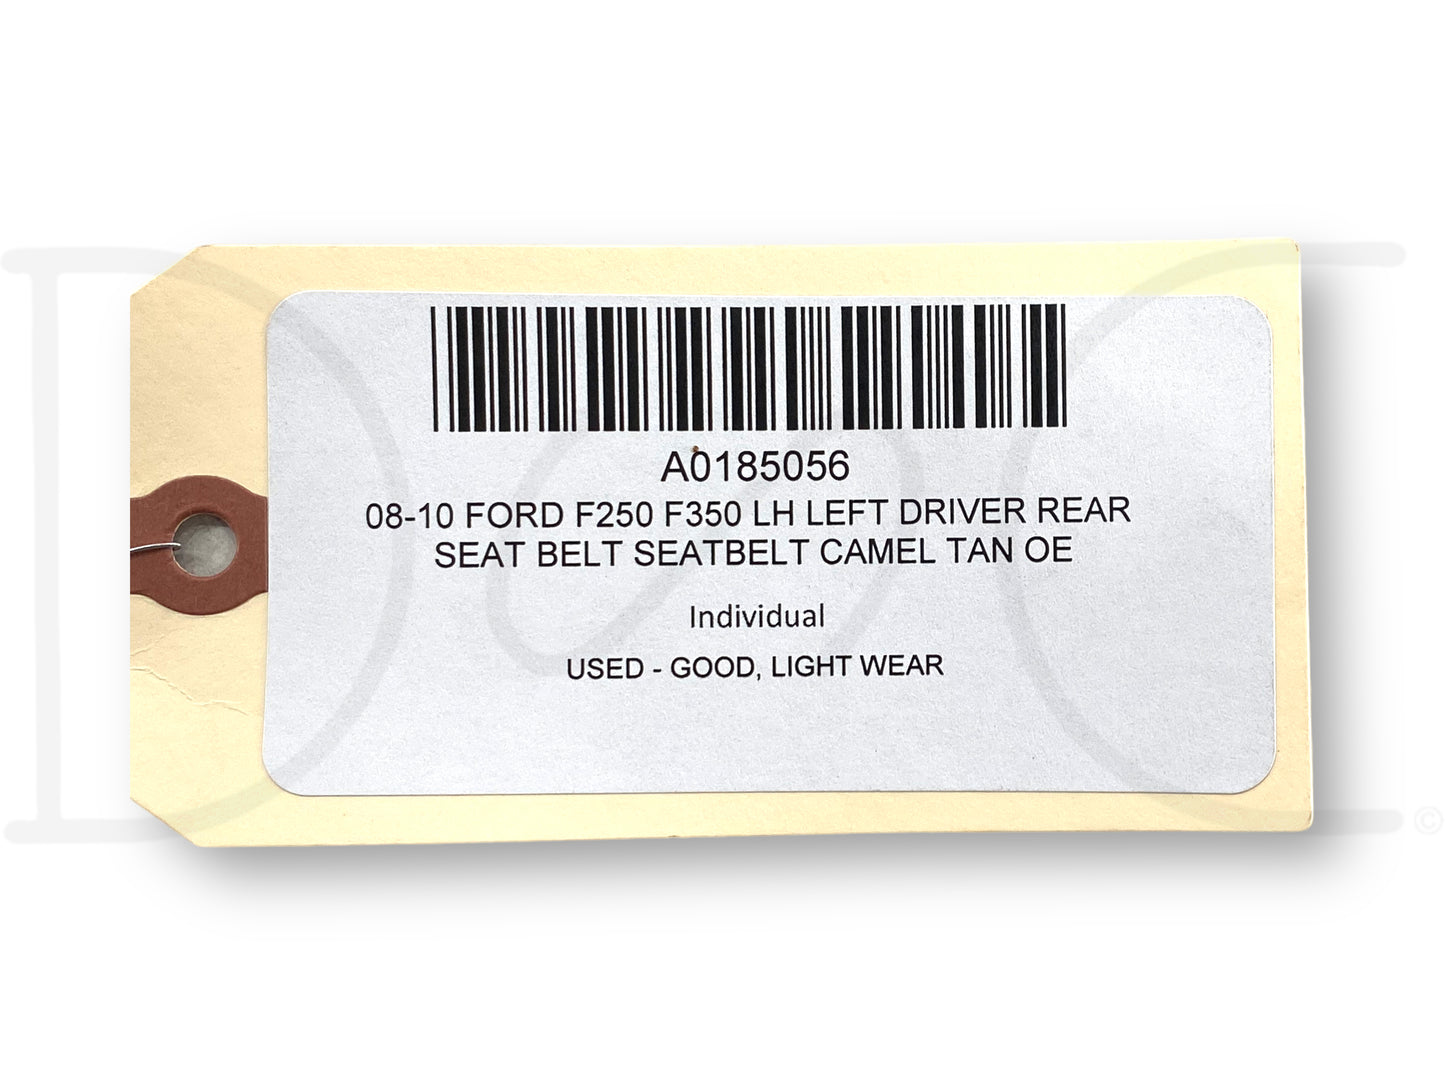 A0185056
08-10 FORD F250 F350 LH LEFT DRIVER REAR
SEAT BELT SEATBELT CAMEL TAN OE
Individual
USED - GOOD, LIGHT WEAR
©